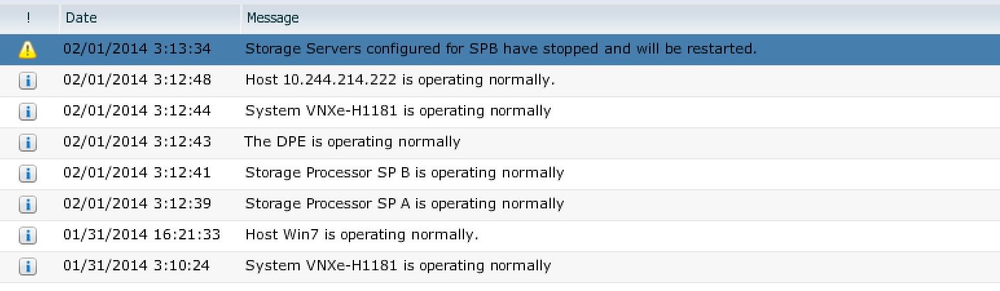 ! Date Message
02/01/2014 3:13:34 Storage Servers configured for SPB have stopped and will be restarted.
02/01/2014 3:12:48 Host 10.244.214.222 is operating normally.
02/01/2014 3:12:44 System VNXe-H1181 is operating normally
02/01/2014 3:12:43 The DPE is operating normally
02/01/2014 3:12:41 Storage Processor SP B is operating normally
02/01/2014 3:12:39 Storage Processor SP A is operating normally
01/31/2014 16:21:33 Host Win7 is operating normally.
01/31/2014 3:10:24 System VNXe-H1181 is operating normally